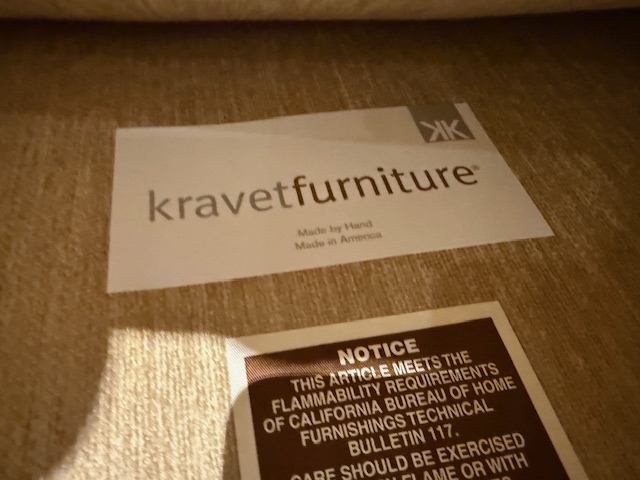 KK
kravetfurniture®
Made by Hand
Made in America
NOTICE
THIS ARTICLE MEETS THE
FLAMMABILITY REQUIREMENTS
OF CALIFORNIA BUREAU OF HOME
FURNISHINGS TECHNICAL
BULLETIN 117.
CARE SHOULD BE EXERCISED
FLAME OR WITH